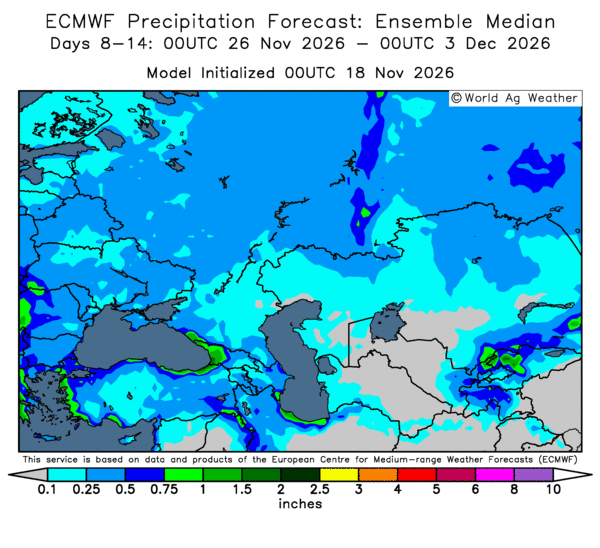 ECMWF Precipitation Forecast: Ensemble Median
Days 8−14: 00UTC 26 Nov 2026 − 00UTC 3 Dec 2026
Model Initialized 00UTC 18 Nov 2026
© World Ag Weather
This service is based on data and products of the European Centre for Medium-range Weather Forecasts (ECMWF)
0.1 0.25 0.5 0.75 1 1.5 2 2.5 3 4 5 6 8 10
inches